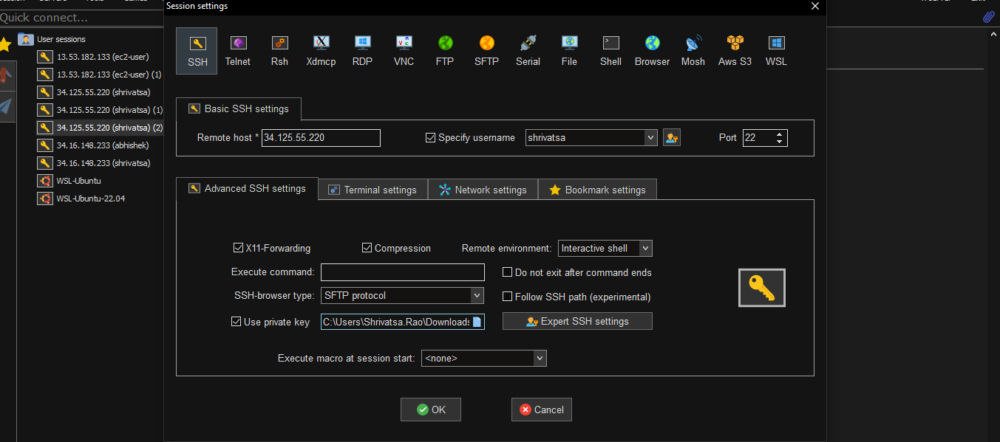 Session settings
Quick connect...
User sessions
13.53.182.133 (ec2-user)
13.53.182.133 (ec2-user) (1)
34.125.55.220 (shrivatsa)
34.125.55.220 (shrivatsa) (1)
34.125.55.220 (shrivatsa) (2)
34.16.148.233 (abhishek)
34.16.148.233 (shrivatsa)
WSL-Ubuntu
WSL-Ubuntu-22.04
SSH Telnet Rsh Xdmcp RDP VNC FTP SFTP Serial File Shell Browser Mosh Aws S3 WSL
Basic SSH settings
Remote host * 34.125.55.220 Specify username shrivatsa Port 22
Advanced SSH settings Terminal settings Network settings Bookmark settings
X11-Forwarding Compression Remote environment: Interactive shell
Execute command: Do not exit after command ends
SSH-browser type: SFTP protocol Follow SSH path (experimental)
Use private key C:\Users\Shrivatsa.Rao\Downloads Expert SSH settings
Execute macro at session start: <none>
OK Cancel